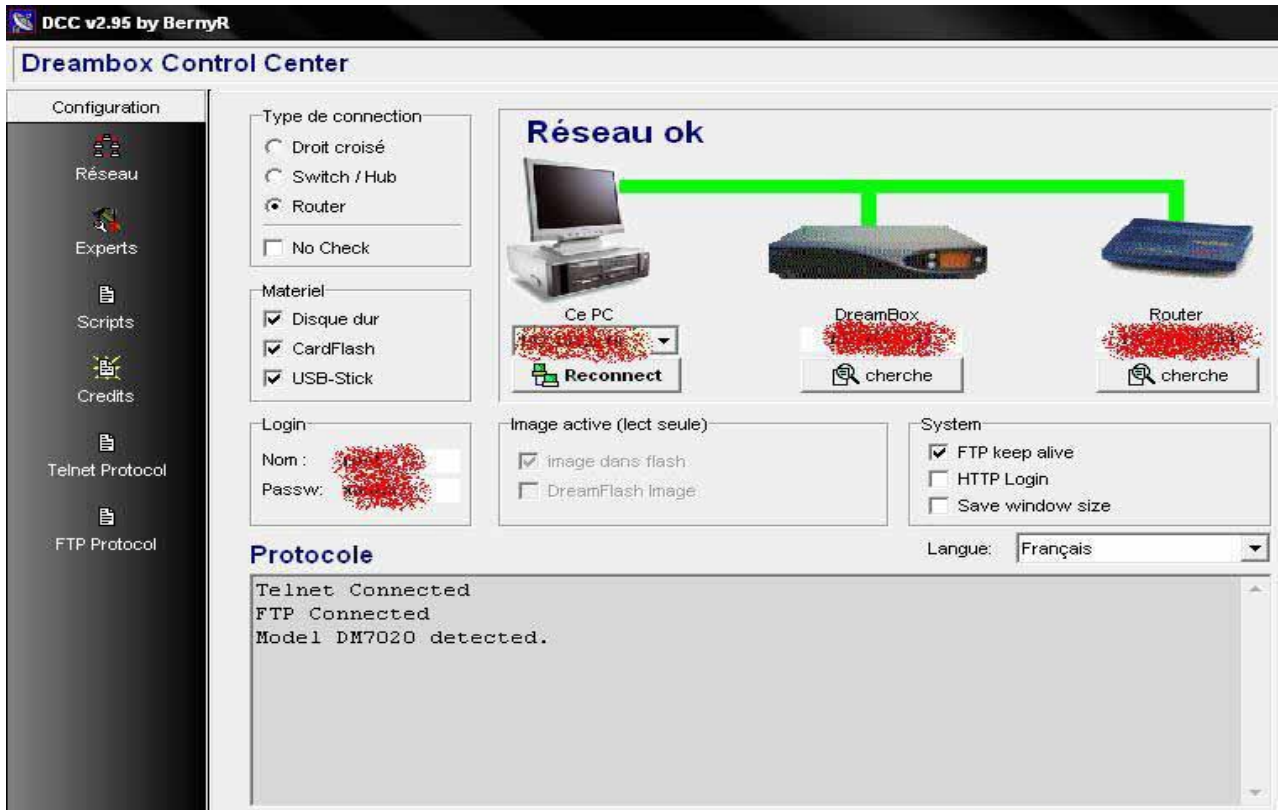 DCC v2.95 by BernyR
Dreambox Control Center
Configuration
Réseau
Experts
Scripts
Credits
Telnet Protocol
FTP Protocol
Type de connection
Droit croisé
Switch / Hub
Router
No Check
Materiel
Disque dur
CardFlash
USB-Stick
Réseau ok
Ce PC
Reconnect
DreamBox
cherche
Router
cherche
Login
Nom :
Passw:
Image active (lect seule)
image dans flash
DreamFlash Image
System
FTP keep alive
HTTP Login
Save window size
Langue: Français
Protocole
Telnet Connected
FTP Connected
Model DM7020 detected.